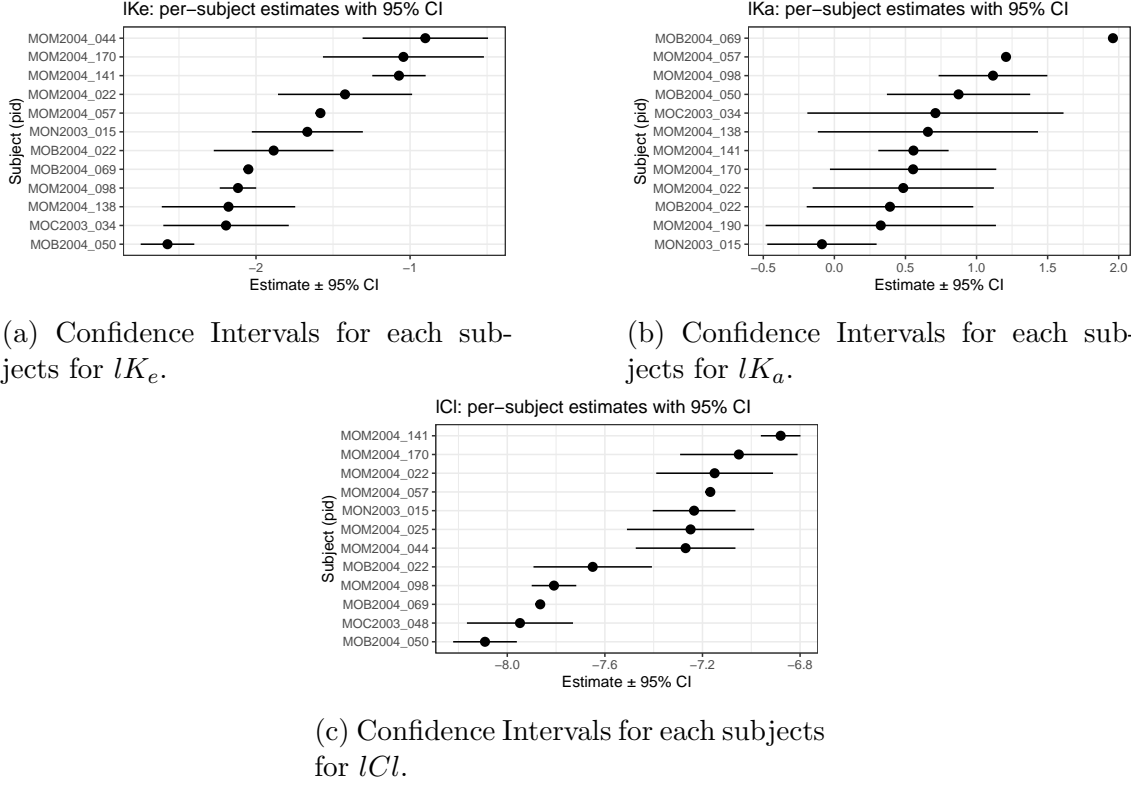 lKe: per−subject estimates with 95% CI
Subject (pid)
MOM2004_044
MOM2004_170
MOM2004_141
MOM2004_022
MOM2004_057
MON2003_015
MOB2004_022
MOB2004_069
MOM2004_098
MOM2004_138
MOC2003_034
MOB2004_050
−2 −1
Estimate ± 95% CI
(a) Confidence Intervals for each sub-
jects for lKe.
lKa: per−subject estimates with 95% CI
Subject (pid)
MOB2004_069
MOM2004_057
MOM2004_098
MOB2004_050
MOC2003_034
MOM2004_138
MOM2004_141
MOM2004_170
MOM2004_022
MOB2004_022
MOM2004_190
MON2003_015
−0.5 0.0 0.5 1.0 1.5 2.0
Estimate ± 95% CI
(b) Confidence Intervals for each sub-
jects for lKa.
lCl: per−subject estimates with 95% CI
Subject (pid)
MOM2004_141
MOM2004_170
MOM2004_022
MOM2004_057
MON2003_015
MOM2004_025
MOM2004_044
MOB2004_022
MOM2004_098
MOB2004_069
MOC2003_048
MOB2004_050
−8.0 −7.6 −7.2 −6.8
Estimate ± 95% CI
(c) Confidence Intervals for each subjects
for lCl.